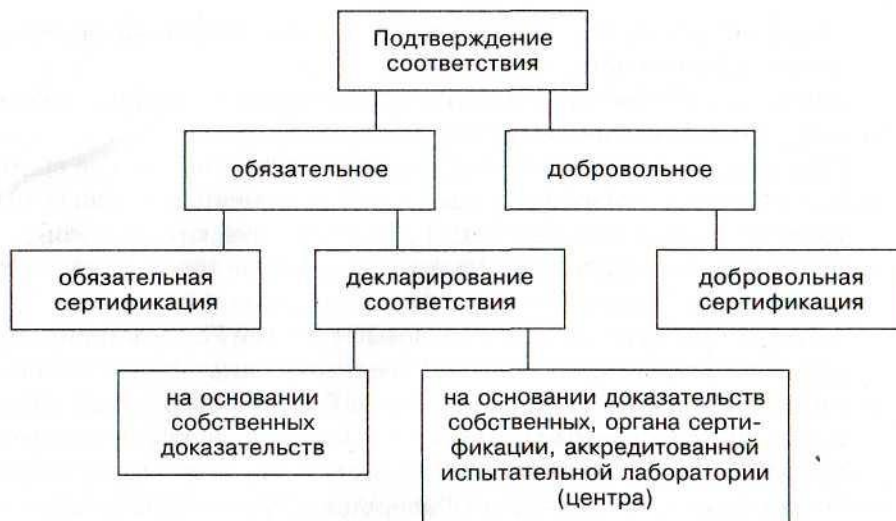 Подтверждение
соответствия
обязательное
добровольное
обязательная
сертификация
декларирование
соответствия
добровольная
сертификация
на основании
собственных
доказательств
на основании доказательств
собственных, органа серти-
фикации, аккредитованной
испытательной лаборатории
(центра)